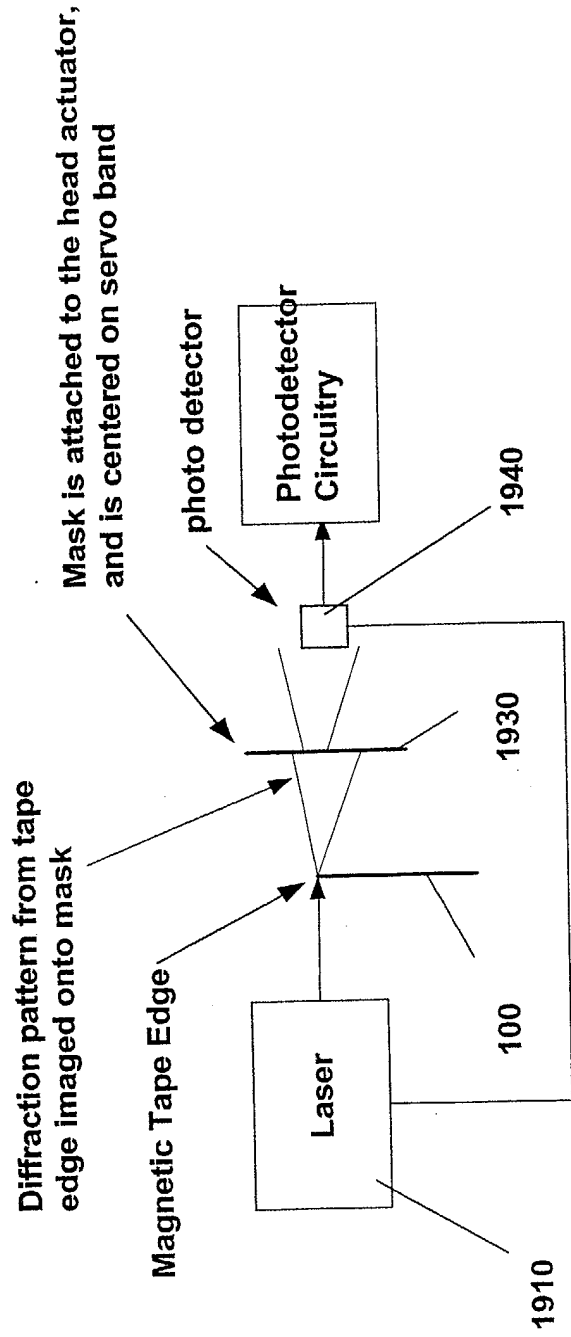 Mask is attached to the head actuator,
and is centered on servo band
Diffraction pattern from tape
edge imaged onto mask
photo detector
Magnetic Tape Edge
Laser
Photodetector
Circuitry
1910
100
1930
1940